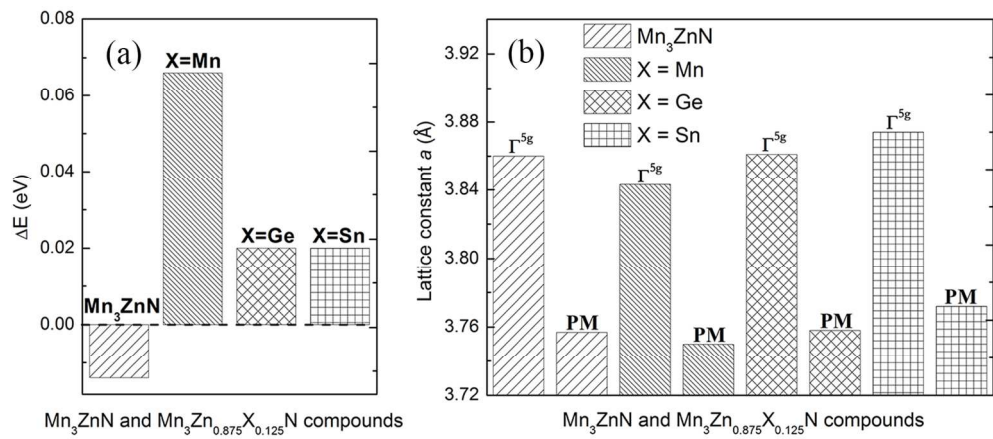 (a)
ΔE (eV)
0.08
0.06
0.04
0.02
0.00
X=Mn
X=Ge
X=Sn
Mn₃ZnN
Mn₃ZnN and Mn₃Zn₀.₈₇₅X₀.₁₂₅N compounds
(b)
Lattice constant a (Å)
3.92
3.88
3.84
3.80
3.76
3.72
Mn₃ZnN
X = Mn
X = Ge
X = Sn
Γ⁵ᵍ
PM
Γ⁵ᵍ
PM
Γ⁵ᵍ
PM
Γ⁵ᵍ
PM
Mn₃ZnN and Mn₃Zn₀.₈₇₅X₀.₁₂₅N compounds